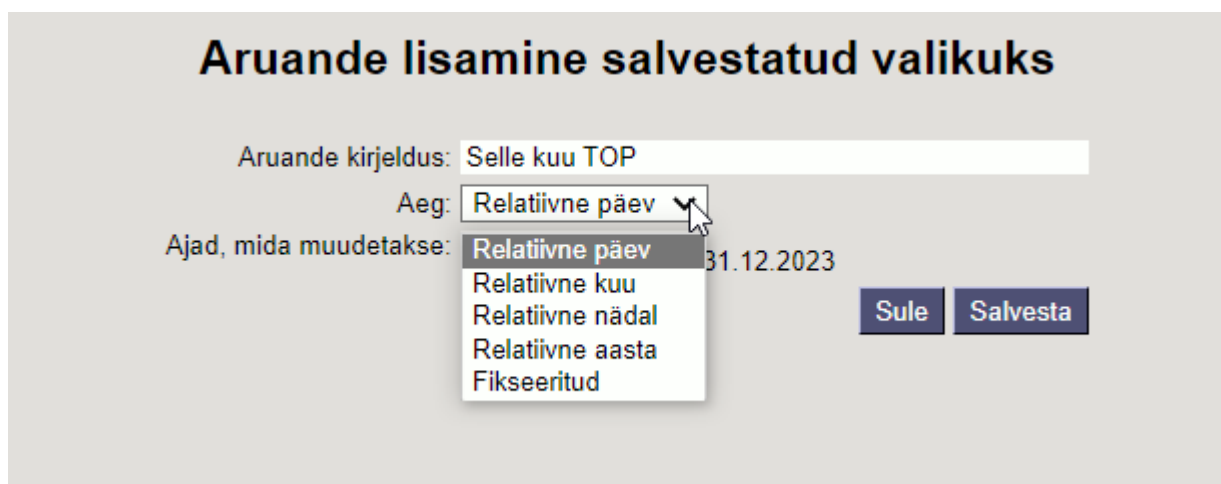 Aruande lisamine salvestatud valikuks
Aruande kirjeldus: Selle kuu TOP
Aeg: Relatiivne päev
Ajad, mida muudetakse: 31.12.2023
Relatiivne päev
Relatiivne kuu
Relatiivne nädal
Relatiivne aasta
Fikseeritud
Sule Salvesta